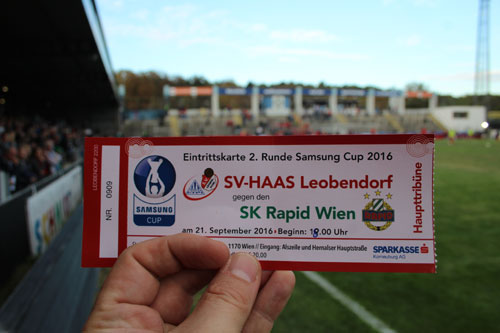 LEOBENDORF
NR. 0909
SAMSUNG
CUP
Eintrittskarte 2. Runde Samsung Cup 2016
SV-HAAS Leobendorf
gegen den
SK Rapid Wien
RAPID
am 21. September 2016 Beginn: 19.00 Uhr
1170 Wien // Eingang: Alszeile und Hernalser Hauptstraße
Haupttribüne
SPARKASSE
Korneuburg AG